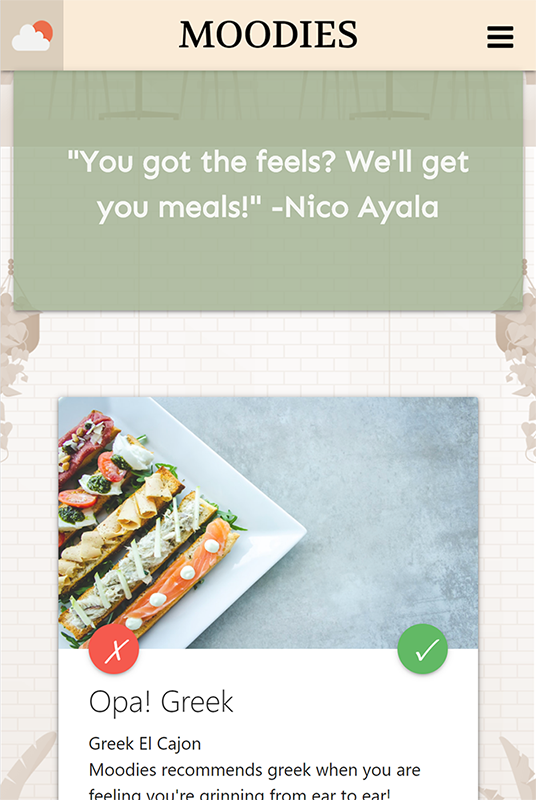 MOODIES
"You got the feels? We'll get
you meals!" -Nico Ayala
Opa! Greek
Greek El Cajon
Moodies recommends greek when you are
feeling you're grinning from ear to ear!